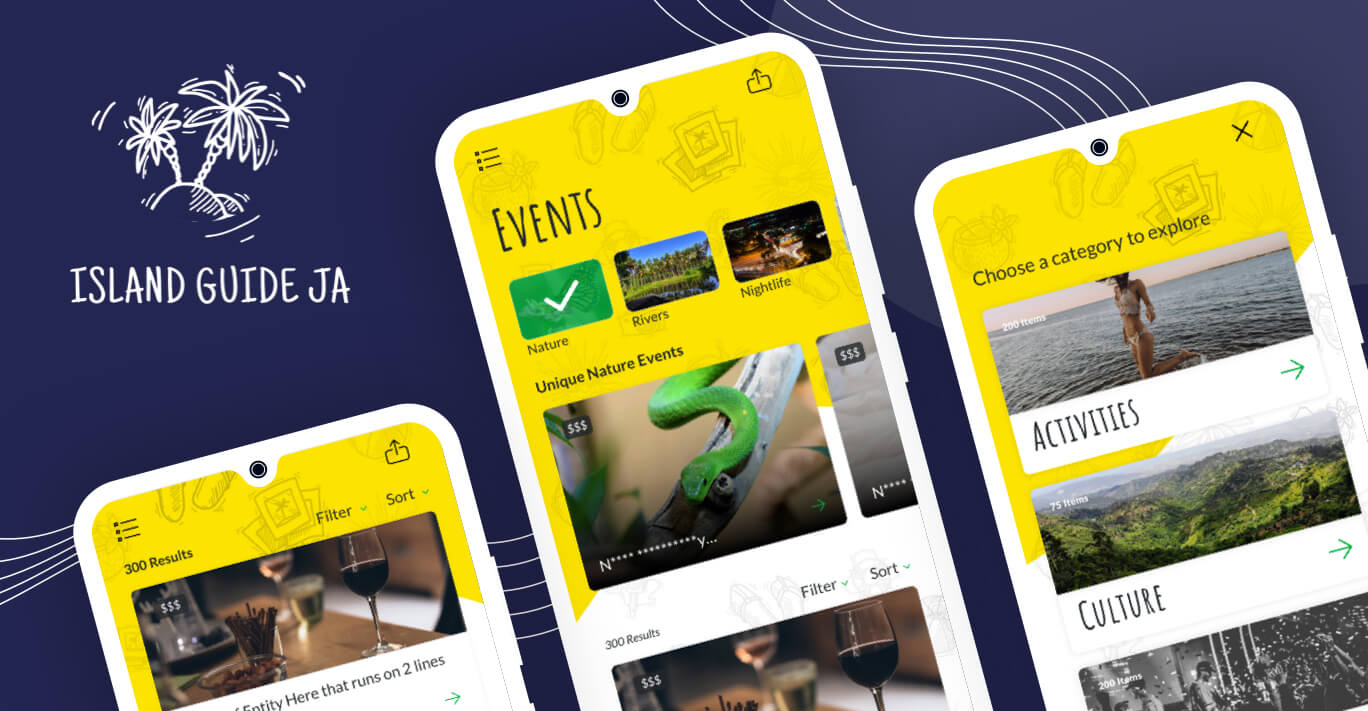 ISLAND GUIDE JA
EVENTS
Nature
Rivers
Nightlife
Unique Nature Events
$$$
$$$
N**** **********y...
N****
Filter
Sort
300 Results
$$$
Filter
Sort
300 Results
$$$
Entity Here that runs on 2 lines
Choose a category to explore
200 Items
ACTIVITIES
75 Items
CULTURE
200 Items